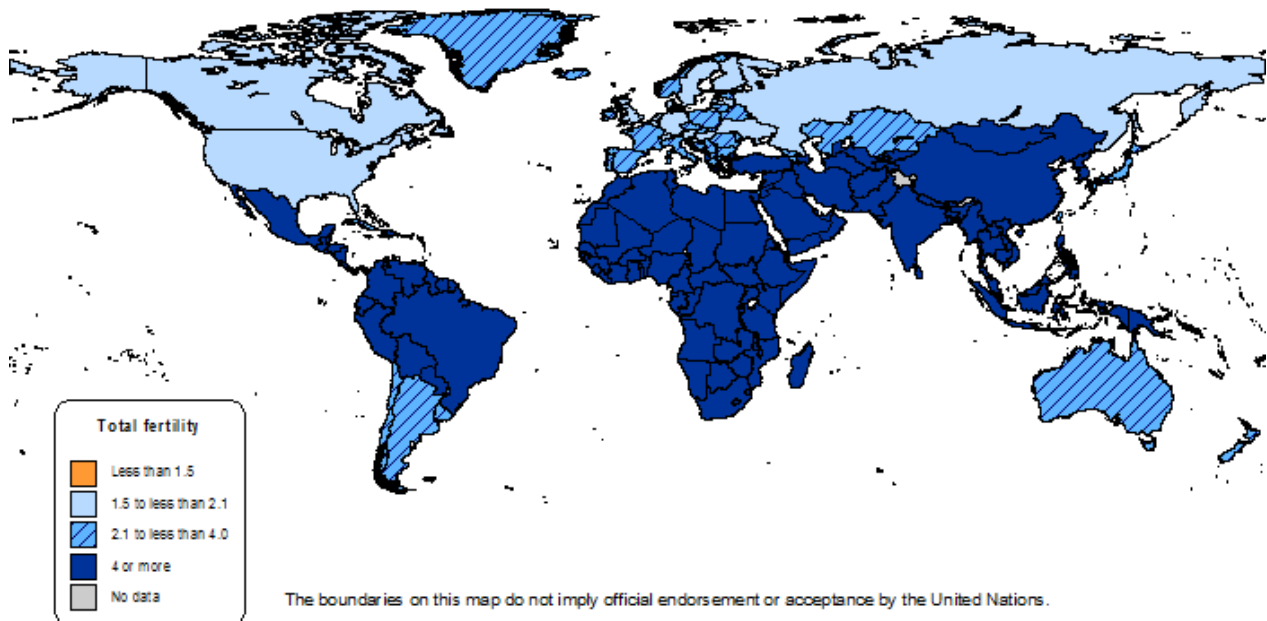 Total fertility
Less than 1.5
1.5 to less than 2.1
2.1 to less than 4.0
4 or more
No data
The boundaries on this map do not imply official endorsement or acceptance by the United Nations.